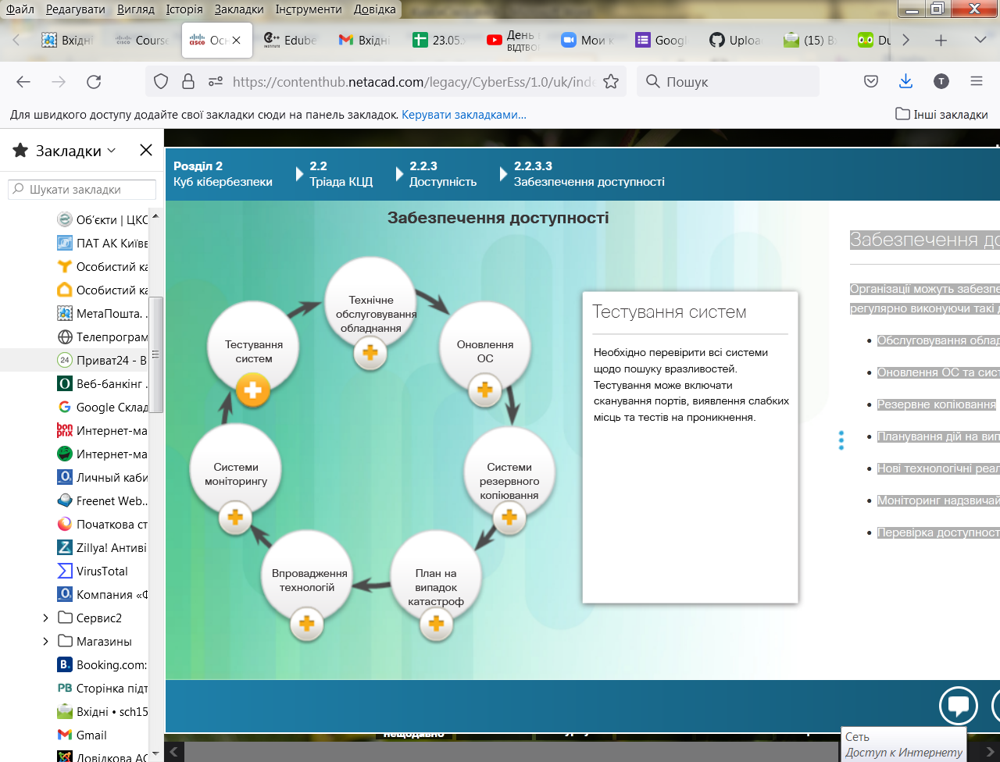 Файл Редагувати Вигляд Історія Закладки Інструменти Довідка
Вхідні Course Осн Edube Вхідні 23.05. День Мои к Googl Uploa (15) В Du
ВІДТВО
https://contenthub.netacad.com/legacy/CyberEss/1.0/uk/inde Пошук T
Для швидкого доступу додайте свої закладки сюди на панель закладок. Керувати закладками… Інші закладки
Закладки
Шукати закладки
Об'єкти | ЦКС
ПАТ АК Київв
Особистий ка
Особистий ка
МетаПошта. .
Телепрограм
24 Приват24 - В
Веб-банкінг .
Google Склад
bon prix Интернет-ма
Интернет-ма
Личный каби
Freenet Web..
Початкова ст
Zillya! Антиві
VirusTotal
Компания «Ф
Сервис2
Магазины
B. Booking.com:
PB Сторінка підт
Вхідні • sch15
Gmail
Довідкова АС
Розділ 2 2.2 2.2.3 2.2.3.3
Куб кібербезпеки Тріада КЦД Доступність Забезпечення доступності
Забезпечення доступності
Технічне
обслуговування
обладнання
Оновлення
ОС
Системи
резервного
копіювання
План на
випадок
катастроф
Впровадження
технологій
Системи
моніторингу
Тестування
систем
Тестування систем
Необхідно перевірити всі системи
щодо пошуку вразливостей.
Тестування може включати
сканування портів, виявлення слабких
місць та тестів на проникнення.
Забезпечення до
Організації можуть забезпе
регулярно виконуючи такі д
• Обслуговування облад
• Оновлення ОС та сист
• Резервне копіювання
• Планування дій на вип
• Нові технологічні реал
• Моніторинг надзвичай
• Перевірка доступност
нещодавно
Сеть
Доступ к Интернету